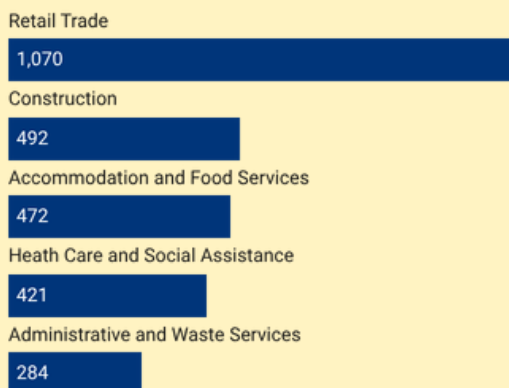 Retail Trade
1,070
Construction
492
Accommodation and Food Services
472
Heath Care and Social Assistance
421
Administrative and Waste Services
284